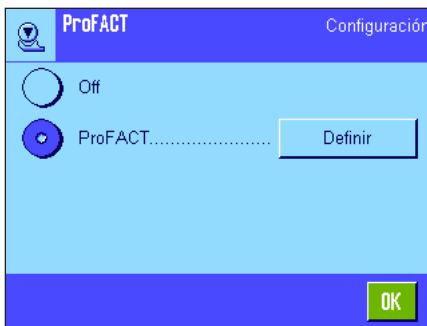 ProFACT Configuración
Off
ProFACT....................... Definir
OK